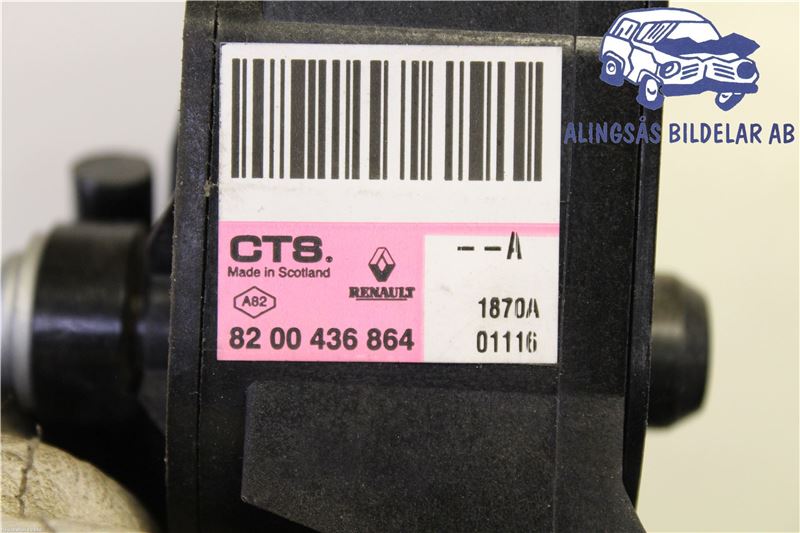 ALINGSÅS BILDELAR AB
CTS.
Made in Scotland
A82
RENAULT
82 00 436 864
--A
1870A
01116